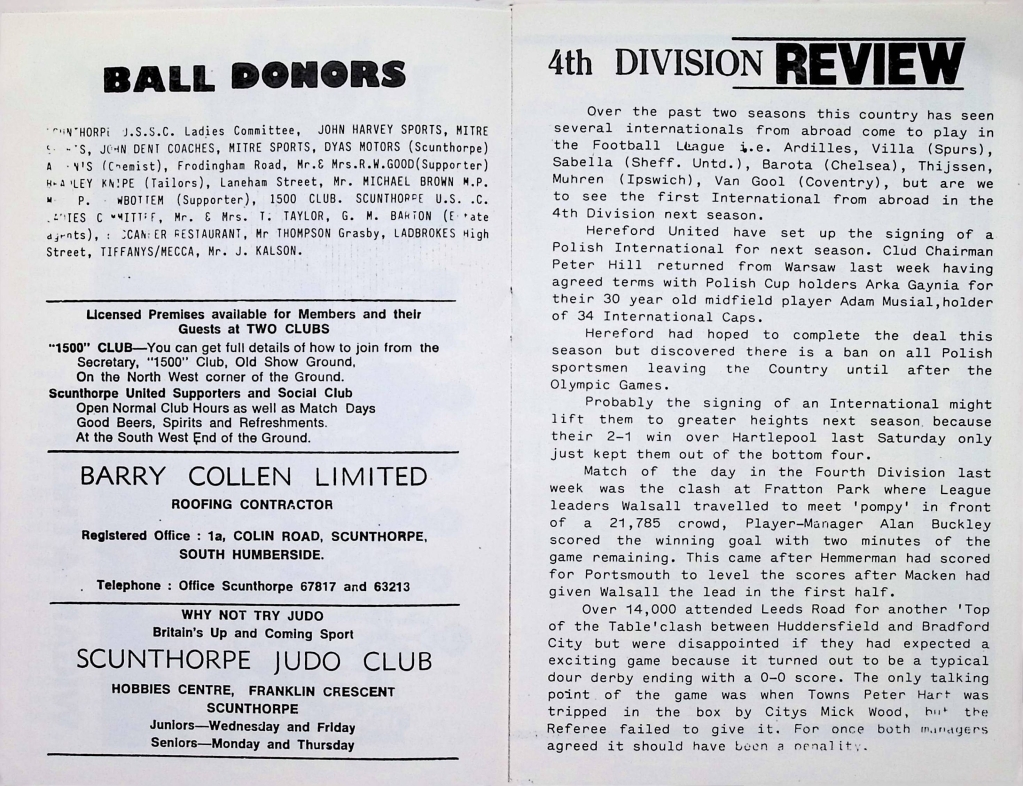 BALL DONORS
J.S.S.C. Ladies Committee, JOHN HARVEY SPORTS, MITRE
JOHN DENT COACHES, MITRE SPORTS, DYAS MOTORS (Scunthorpe)
(Chemist), Frodingham Road, Mr.& Mrs.R.W.GOOD(Supporter)
KNIPE (Tailors), Laneham Street, Mr. MICHAEL BROWN M.P.
(Supporter), 1500 CLUB. SCUNTHORPE U.S.
Mr. & Mrs. T. TAYLOR, G. M. BARTON
RESTAURANT, Mr THOMPSON Grasby, LADBROKES High
Street, TIFFANYS/MECCA, Mr. J. KALSON.
Licensed Premises available for Members and their
Guests at TWO CLUBS
"1500" CLUB—You can get full details of how to join from the
Secretary, "1500" Club, Old Show Ground,
On the North West corner of the Ground.
Scunthorpe United Supporters and Social Club
Open Normal Club Hours as well as Match Days
Good Beers, Spirits and Refreshments.
At the South West End of the Ground.
BARRY COLLEN LIMITED
ROOFING CONTRACTOR
Registered Office : 1a, COLIN ROAD, SCUNTHORPE,
SOUTH HUMBERSIDE.
Telephone : Office Scunthorpe 67817 and 63213
WHY NOT TRY JUDO
Britain's Up and Coming Sport
SCUNTHORPE JUDO CLUB
HOBBIES CENTRE, FRANKLIN CRESCENT
SCUNTHORPE
Juniors—Wednesday and Friday
Seniors—Monday and Thursday
4th DIVISION REVIEW
Over the past two seasons this country has seen
several internationals from abroad come to play in
the Football League i.e. Ardilles, Villa (Spurs),
Sabella (Sheff. Untd.), Barota (Chelsea), Thijssen,
Muhren (Ipswich), Van Gool (Coventry), but are we
to see the first International from abroad in the
4th Division next season.
Hereford United have set up the signing of a
Polish International for next season. Clud Chairman
Peter Hill returned from Warsaw last week having
agreed terms with Polish Cup holders Arka Gaynia for
their 30 year old midfield player Adam Musial,holder
of 34 International Caps.
Hereford had hoped to complete the deal this
season but discovered there is a ban on all Polish
sportsmen leaving the Country until after the
Olympic Games.
Probably the signing of an International might
lift them to greater heights next season because
their 2-1 win over Hartlepool last Saturday only
just kept them out of the bottom four.
Match of the day in the Fourth Division last
week was the clash at Fratton Park where League
leaders Walsall travelled to meet 'pompy' in front
of a 21,785 crowd, Player-Manager Alan Buckley
scored the winning goal with two minutes of the
game remaining. This came after Hemmerman had scored
for Portsmouth to level the scores after Macken had
given Walsall the lead in the first half.
Over 14,000 attended Leeds Road for another 'Top
of the Table'clash between Huddersfield and Bradford
City but were disappointed if they had expected a
exciting game because it turned out to be a typical
dour derby ending with a 0-0 score. The only talking
point of the game was when Towns Peter Hart was
tripped in the box by Citys Mick Wood, but the
Referee failed to give it. For once both managers
agreed it should have been a penality.